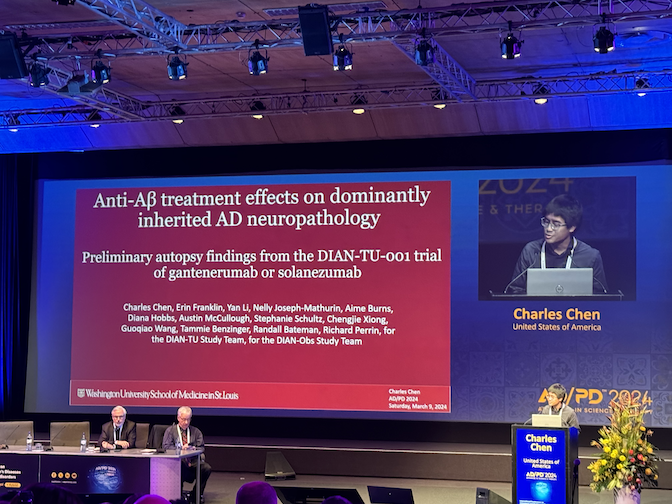 Anti-Aβ treatment effects on dominantly
inherited AD neuropathology
Preliminary autopsy findings from the DIAN-TU-001 trial
of gantenerumab or solanezumab
Charles Chen, Erin Franklin, Yan Li, Nelly Joseph-Mathurin, Aime Burns,
Diana Hobbs, Austin McCullough, Stephanie Schultz, Chengjie Xiong,
Guoqiao Wang, Tammie Benzinger, Randall Bateman, Richard Perrin, for
the DIAN-TU Study Team, for the DIAN-Obs Study Team
Washington University School of Medicine in St. Louis
Charles Chen
AD/PD 2024
Saturday, March 9, 2024
2024
& THER
Charles Chen
United States of America
AD/PD™ 2024
IN SCIENCE
Charles
Chen
United States
of America
AD/PD